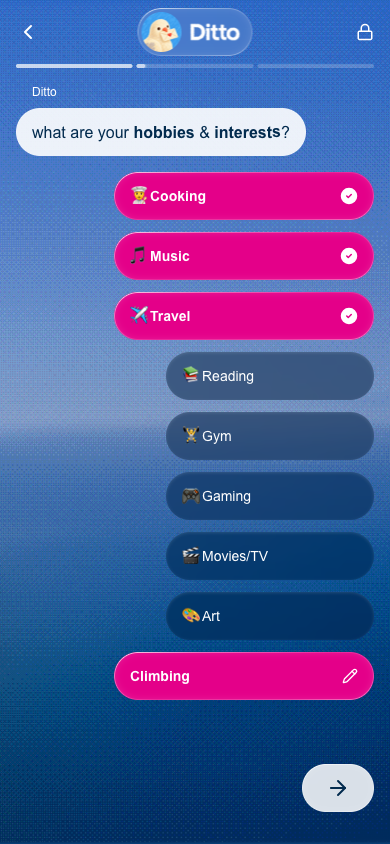 Ditto
Ditto
what are your hobbies & interests?
Cooking
Music
Travel
Reading
Gym
Gaming
Movies/TV
Art
Climbing